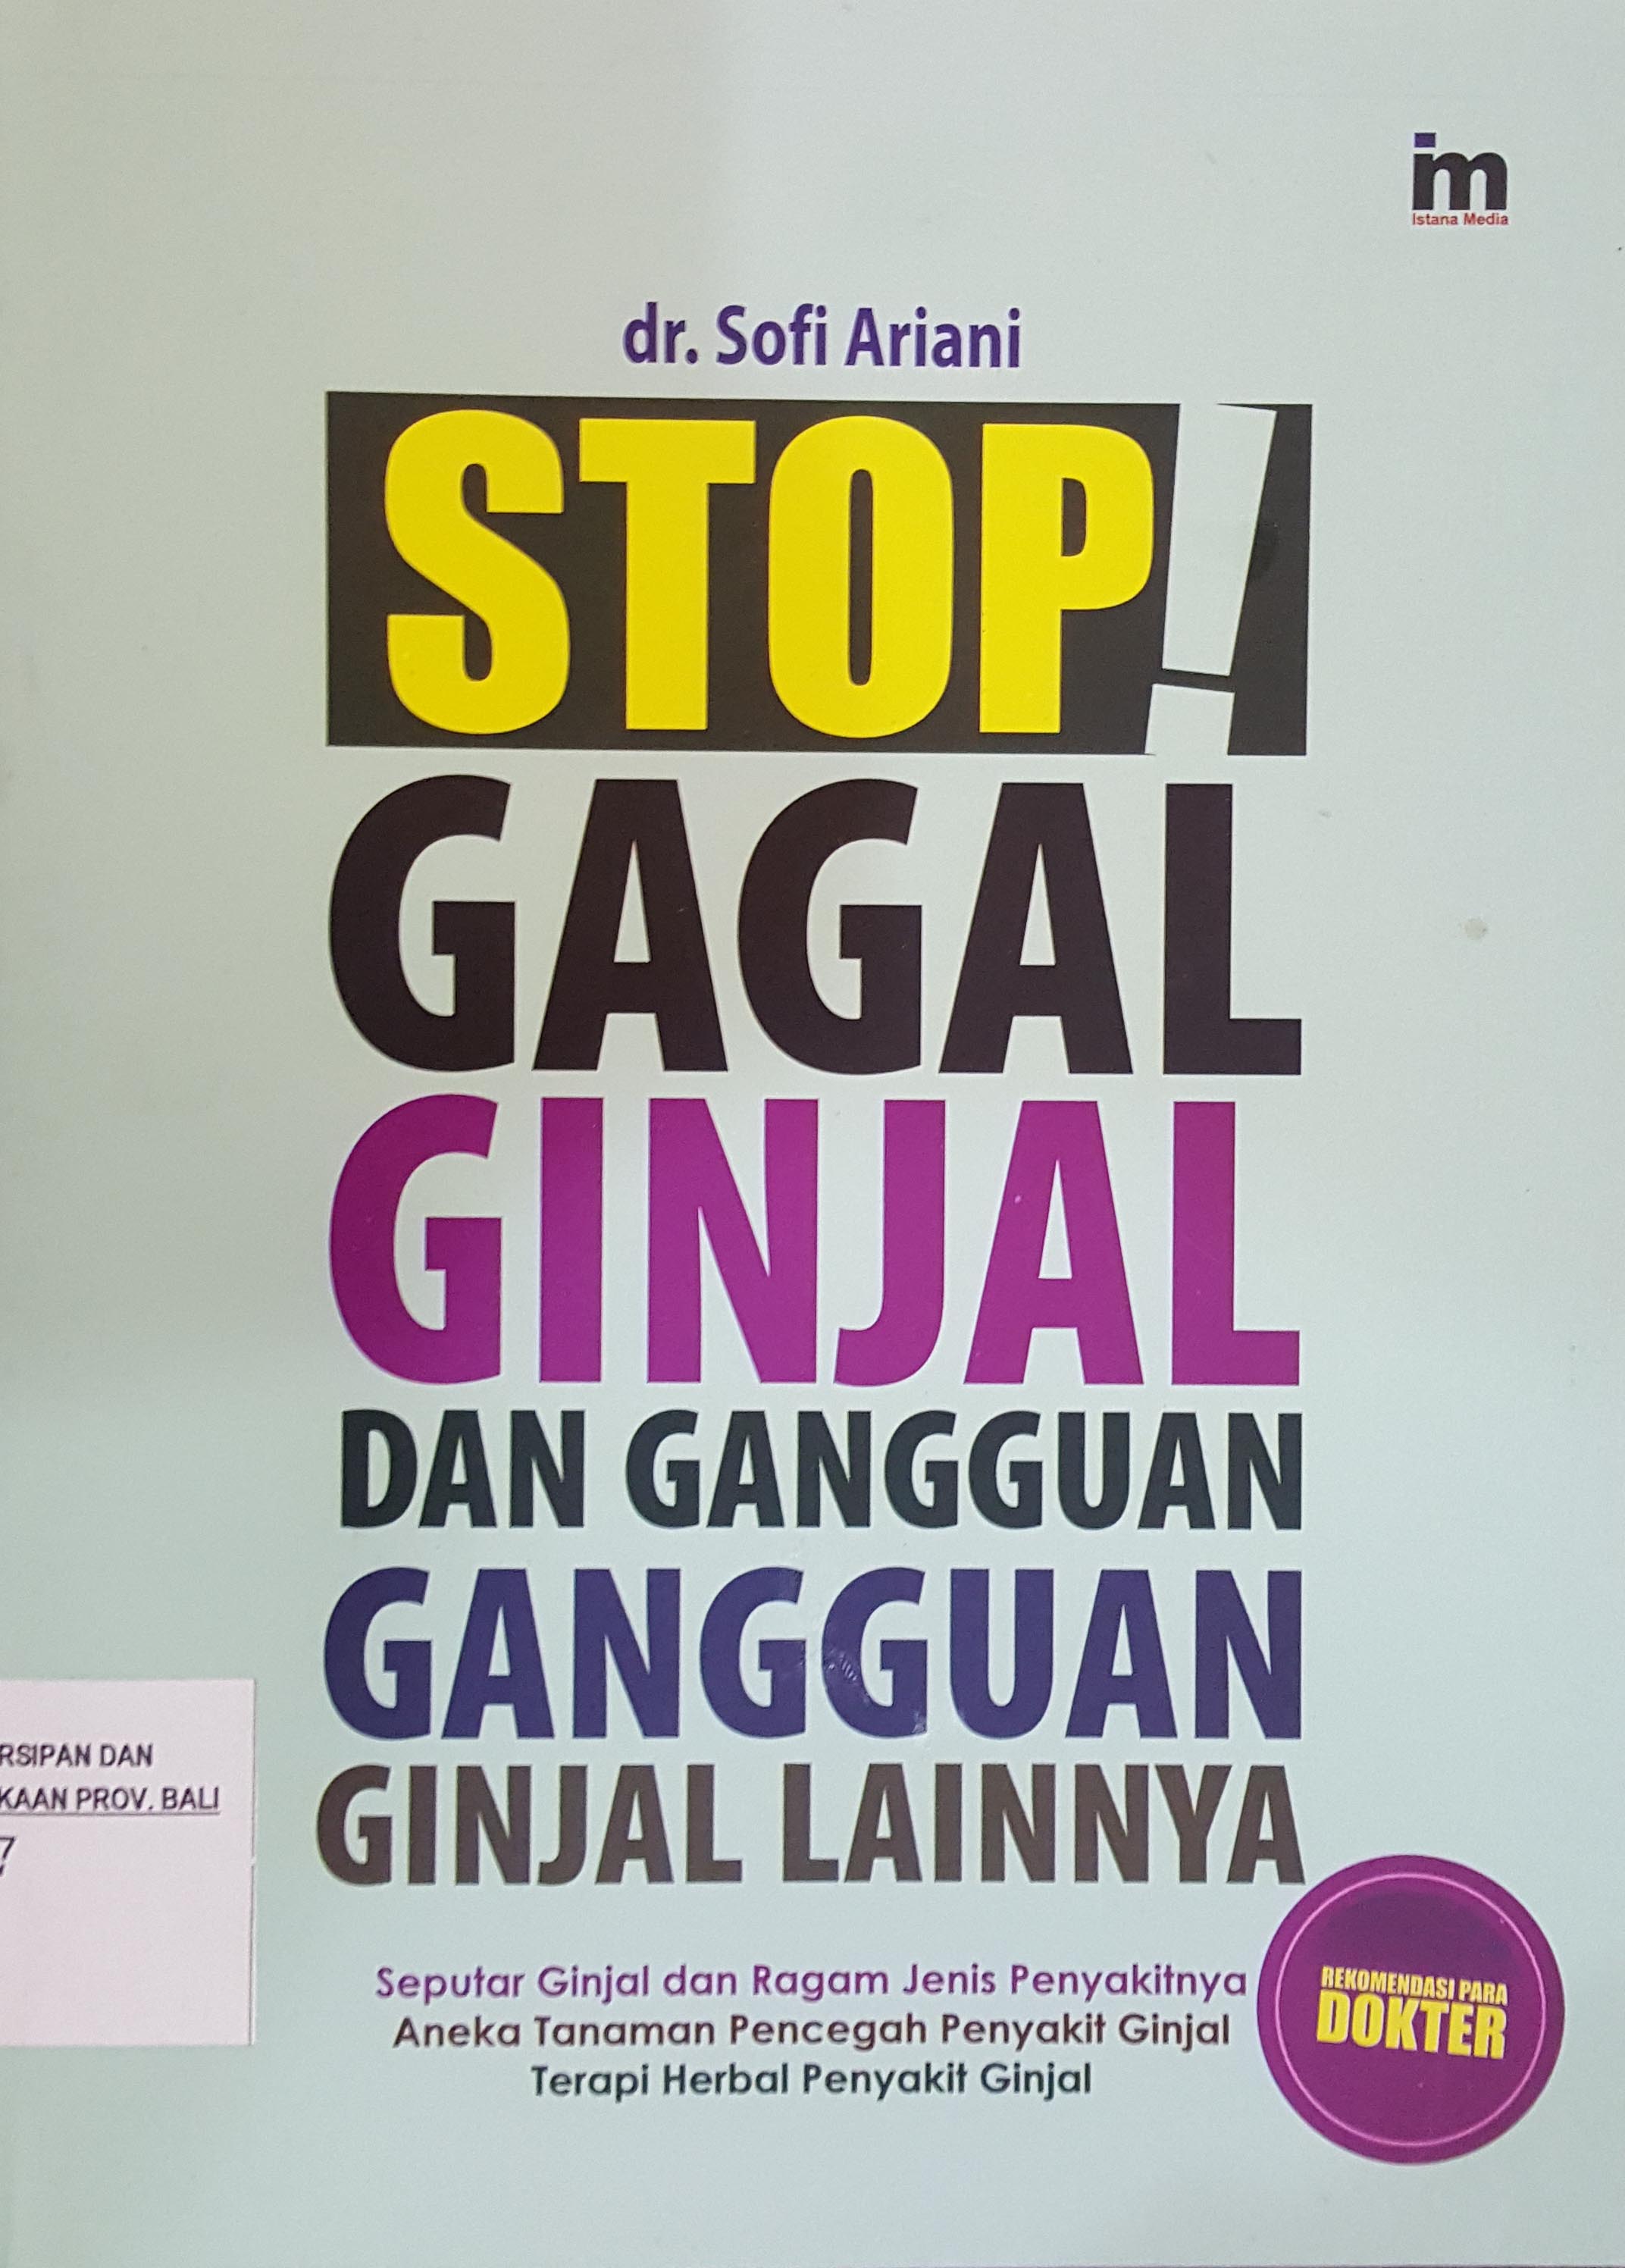 im
Istana Media
dr. Sofi Ariani
STOP!
GAGAL
GINJAL
DAN GANGGUAN
GANGGUAN
GINJAL LAINNYA
RSIPAN DAN
KAAN PROV. BALI
7
Seputar Ginjal dan Ragam Jenis Penyakitnya
Aneka Tanaman Pencegah Penyakit Ginjal
Terapi Herbal Penyakit Ginjal
REKOMENDASI PARA
DOKTER